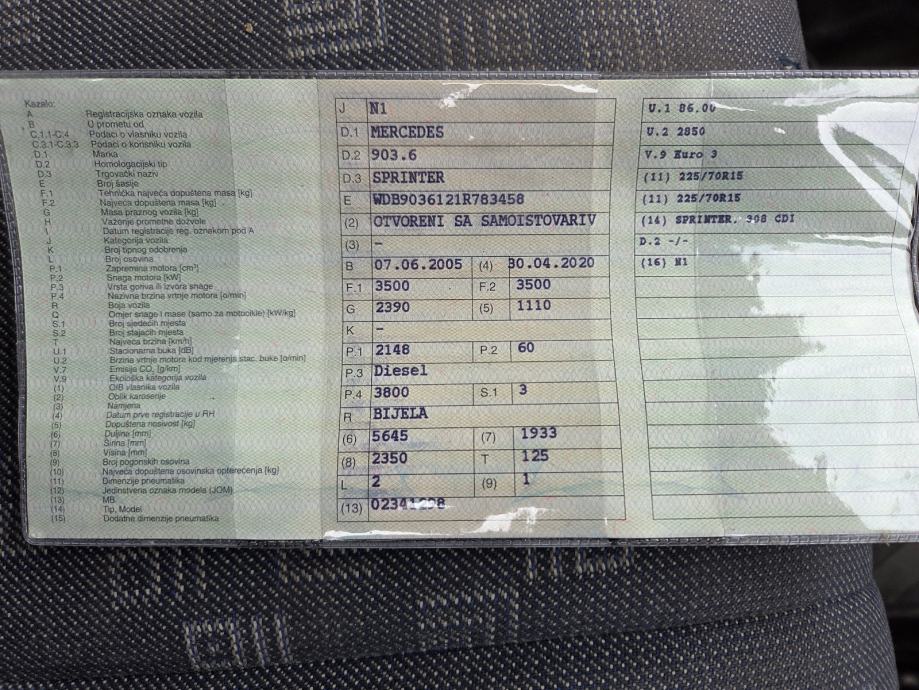 Kazalo:
A Registracijska oznaka vozila
B U prometu od
C.1.1-C.4 Podaci o vlasniku vozila
C.3.1-C.3.3 Podaci o korisniku vozila
D.1 Marka
D.2 Homologacijski tip
D.3 Trgovački naziv
E Broj šasije
F.1 Tehnička najveća dopuštena masa [kg]
F.2 Najveća dopuštena masa [kg]
G Masa praznog vozila [kg]
H Važenje prometne dozvole
I Datum registracije reg. oznakom pod A
J Kategorija vozila
K Broj tipnog odobrenja
L Broj osovina
P.1 Zapremina motora [cm³]
P.2 Snaga motora [kW]
P.3 Vrsta goriva ili izvora snage
P.4 Nazivna brzina vrtnje motora [o/min]
R Boja vozila
Q Omjer snage i mase (samo za motocikle) [kW/kg]
S.1 Broj sjedećih mjesta
S.2 Broj stajaćih mjesta
T Najveća brzina [km/h]
U.1 Stacionarna buka [dB]
U.2 Brzina vrtnje motora kod mjerenja stac. buke [o/min]
V.7 Emisija CO₂ [g/km]
V.9 Ekološka kategorija vozila
(1) OIB vlasnika vozila
(2) Oblik karoserije
(3) Namjena
(4) Datum prve registracije u RH
(5) Dopuštena nosivost [kg]
(6) Duljina [mm]
(7) Širina [mm]
(8) Visina [mm]
(9) Broj pogonskih osovina
(10) Najveća dopuštena osovinska opterećenja [kg]
(11) Dimenzije pneumatika
(12) Jedinstvena oznaka modela (JOM)
(13) MB
(14) Tip, Model
(15) Dodatne dimenzije pneumatika
J N1
D.1 MERCEDES
D.2 903.6
D.3 SPRINTER
E WDB9036121R783458
(2) OTVORENI SA SAMOISTOVARIV
(3) –
B 07.06.2005 (4) 30.04.2020
F.1 3500 F.2 3500
G 2390 (5) 1110
K –
P.1 2148 P.2 60
P.3 Diesel
P.4 3800 S.1 3
R BIJELA
(6) 5645 (7) 1933
(8) 2350 T 125
L 2 (9) 1
(13)
U.1 86.00
U.2 2850
V.9 Euro 3
(11) 225/70R15
(11) 225/70R15
(14) SPRINTER, 308 CDI
D.2 -/-
(16) N1